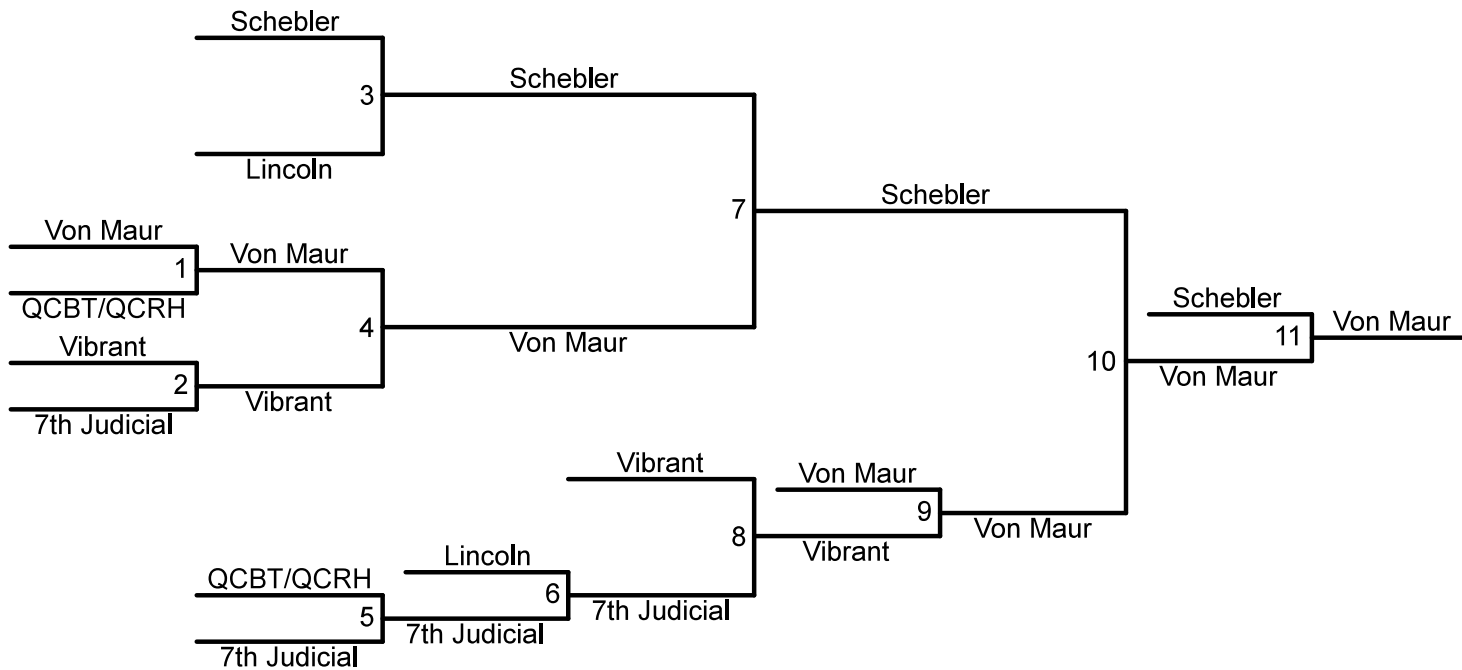 Schebler
3
Schebler
Lincoln
7
Schebler
Von Maur
1
Von Maur
QCBT/QCRH
4
Von Maur
Vibrant
2
Vibrant
7th Judicial
10
Schebler
11
Von Maur
Von Maur
Vibrant
8
Von Maur
9
Von Maur
Vibrant
Lincoln
6
7th Judicial
QCBT/QCRH
5
7th Judicial
7th Judicial